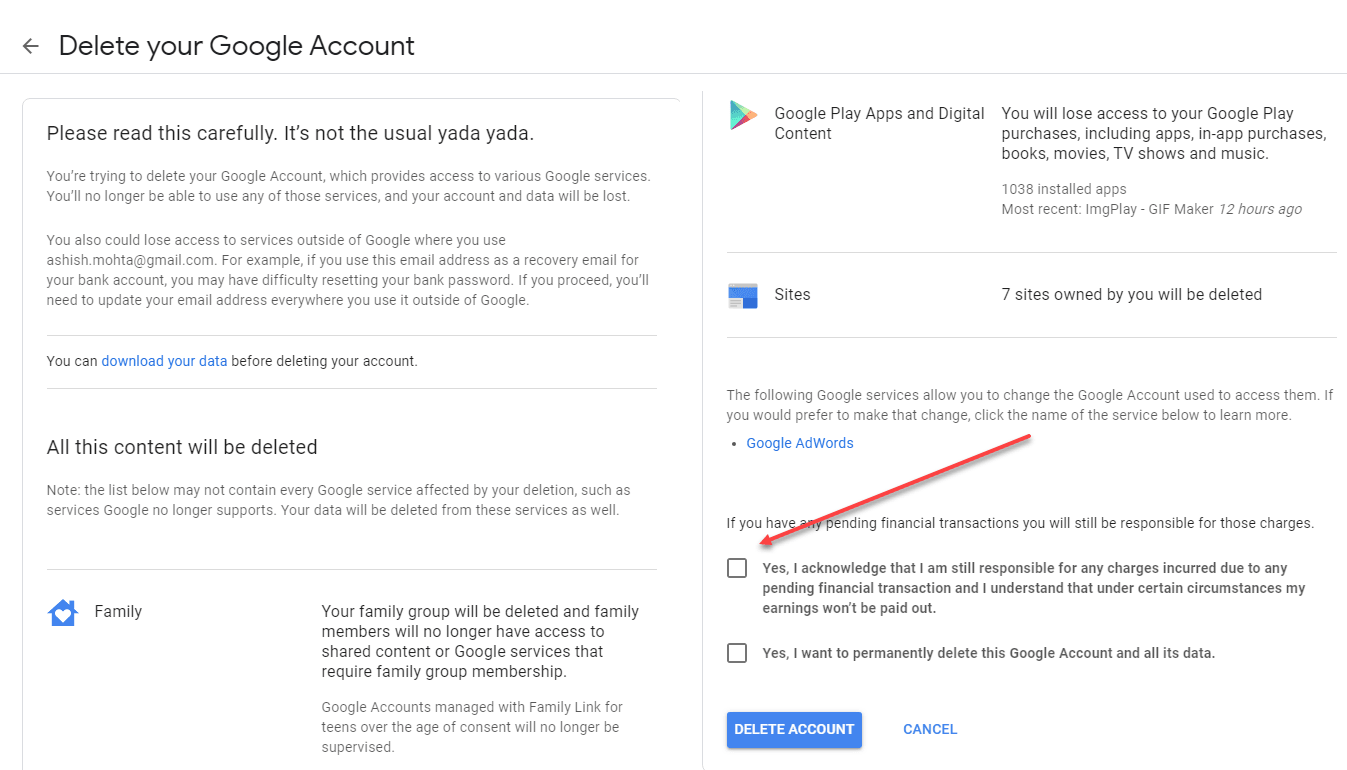 Delete your Google Account
Please read this carefully. It’s not the usual yada yada.
You’re trying to delete your Google Account, which provides access to various Google services.
You’ll no longer be able to use any of those services, and your account and data will be lost.
You also could lose access to services outside of Google where you use
ashish.mohta@gmail.com. For example, if you use this email address as a recovery email for
your bank account, you may have difficulty resetting your bank password. If you proceed, you’ll
need to update your email address everywhere you use it outside of Google.
You can download your data before deleting your account.
All this content will be deleted
Note: the list below may not contain every Google service affected by your deletion, such as
services Google no longer supports. Your data will be deleted from these services as well.
Family
Your family group will be deleted and family
members will no longer have access to
shared content or Google services that
require family group membership.
Google Accounts managed with Family Link for
teens over the age of consent will no longer be
supervised.
Google Play Apps and Digital
Content
You will lose access to your Google Play
purchases, including apps, in-app purchases,
books, movies, TV shows and music.
1038 installed apps
Most recent: ImgPlay - GIF Maker 12 hours ago
Sites
7 sites owned by you will be deleted
The following Google services allow you to change the Google Account used to access them. If
you would prefer to make that change, click the name of the service below to learn more.
• Google AdWords
If you have any pending financial transactions you will still be responsible for those charges.
Yes, I acknowledge that I am still responsible for any charges incurred due to any
pending financial transaction and I understand that under certain circumstances my
earnings won’t be paid out.
Yes, I want to permanently delete this Google Account and all its data.
DELETE ACCOUNT
CANCEL